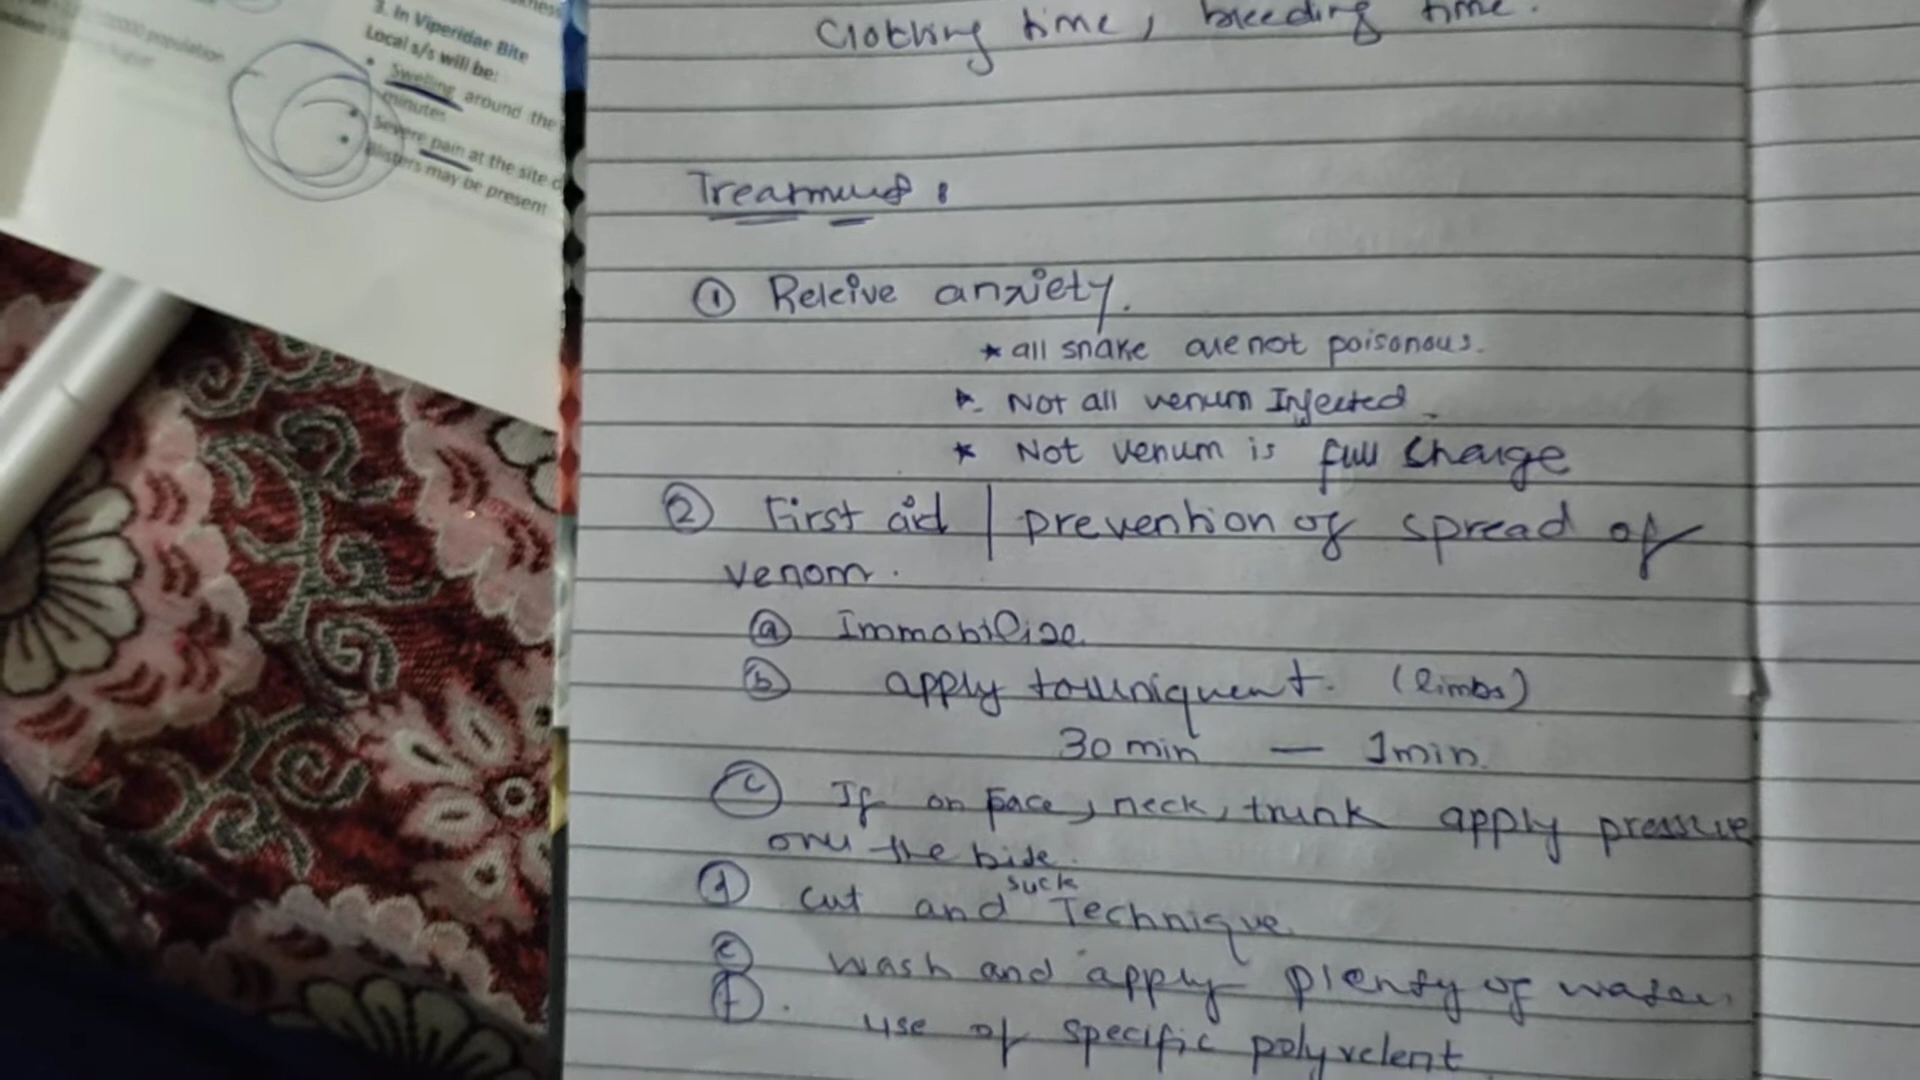 3. In Viperidae Bite
Local s/s will be:
• Swelling around the
minutes
• Severe pain at the site
• Blisters may be present
population
Clotting time, bleeding time.
Treatment :
① Releive anxiety.
* all snake are not poisonous.
* Not all venum Injected.
* Not venum is full charge
② First aid | prevention of spread of
venom.
ⓐ Immobilize
ⓑ apply tourniquent. (limbs)
30 min — 1min.
ⓒ If on face, neck, trunk apply pressure
over the bite.
ⓓ cut and suck Technique
ⓔ wash and apply plenty of water.
ⓕ. use of specific polyvelent